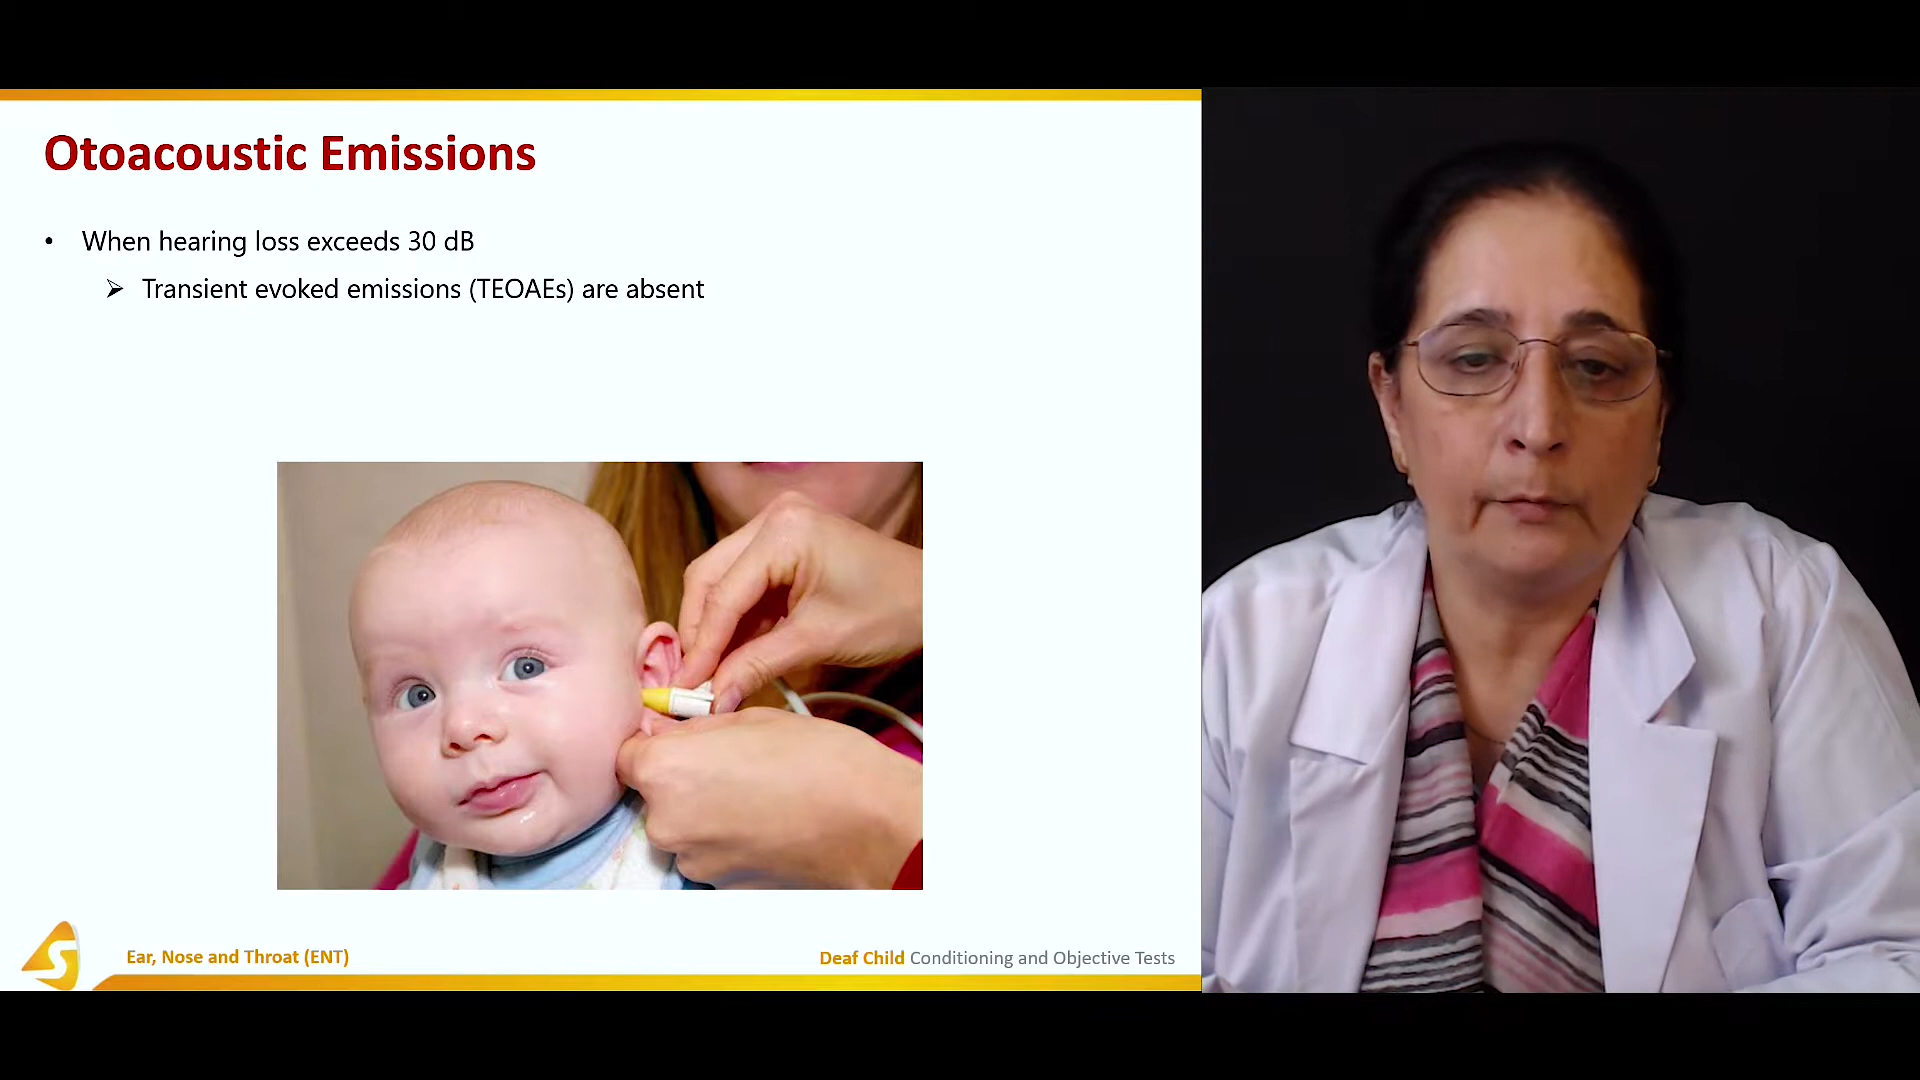 Otoacoustic Emissions
• When hearing loss exceeds 30 dB
➢ Transient evoked emissions (TEOAEs) are absent
S
Ear, Nose and Throat (ENT)
Deaf Child Conditioning and Objective Tests